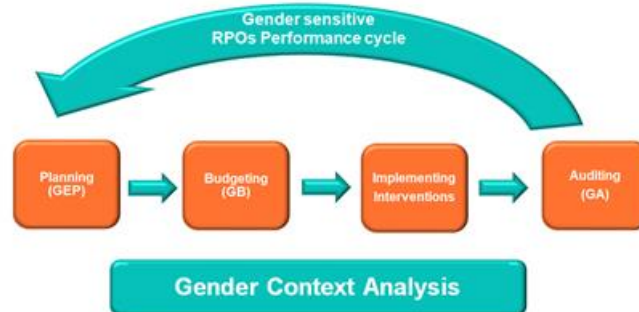 Gender sensitive
RPOs Performance cycle
Planning
(GEP)
Budgeting
(GB)
Implementing
Interventions
Auditing
(GA)
Gender Context Analysis